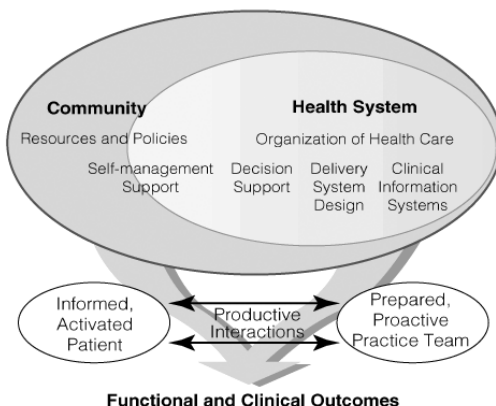 Community
Resources and Policies
Health System
Organization of Health Care
Self-management
Support
Decision
Support
Delivery
System
Design
Clinical
Information
Systems
Informed,
Activated
Patient
Productive
Interactions
Prepared,
Proactive
Practice Team
Functional and Clinical Outcomes